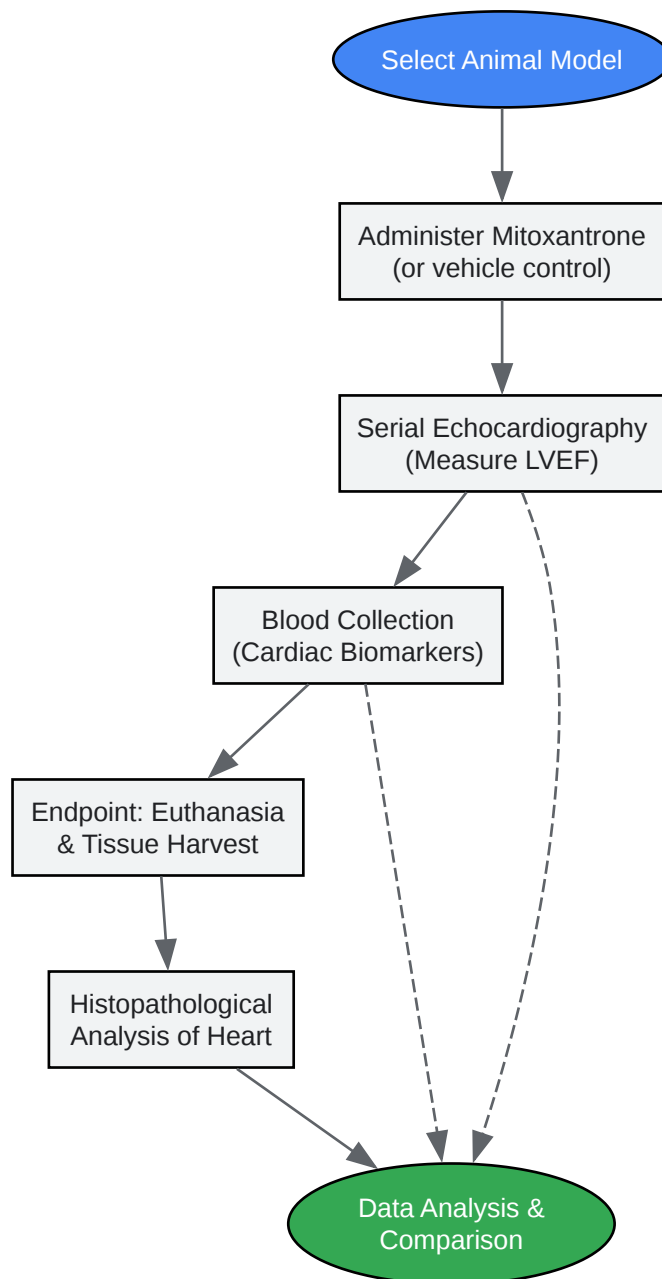 Select Animal Model
Administer Mitoxantrone
(or vehicle control)
Serial Echocardiography
(Measure LVEF)
Blood Collection
(Cardiac Biomarkers)
Endpoint: Euthanasia
& Tissue Harvest
Histopathological
Analysis of Heart
Data Analysis &
Comparison